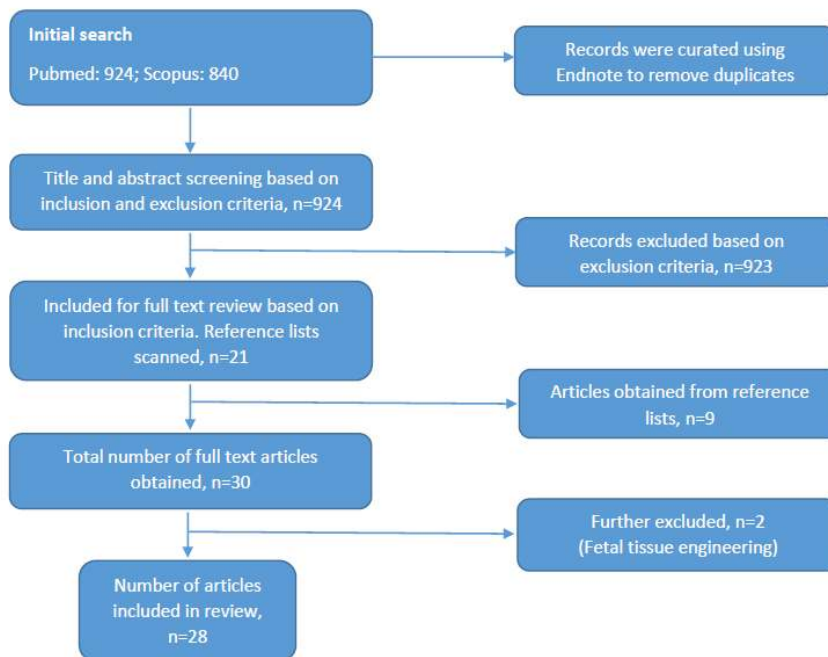 Initial search
Pubmed: 924; Scopus: 840
Records were curated using
Endnote to remove duplicates
Title and abstract screening based on
inclusion and exclusion criteria, n=924
Records excluded based on
exclusion criteria, n=923
Included for full text review based on
inclusion criteria. Reference lists
scanned, n=21
Articles obtained from reference
lists, n=9
Total number of full text articles
obtained, n=30
Further excluded, n=2
(Fetal tissue engineering)
Number of articles
included in review,
n=28